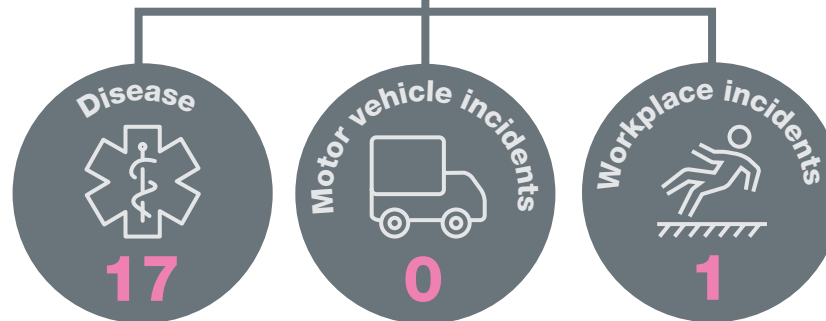 Disease
17
Motor vehicle incidents
0
Workplace incidents
1